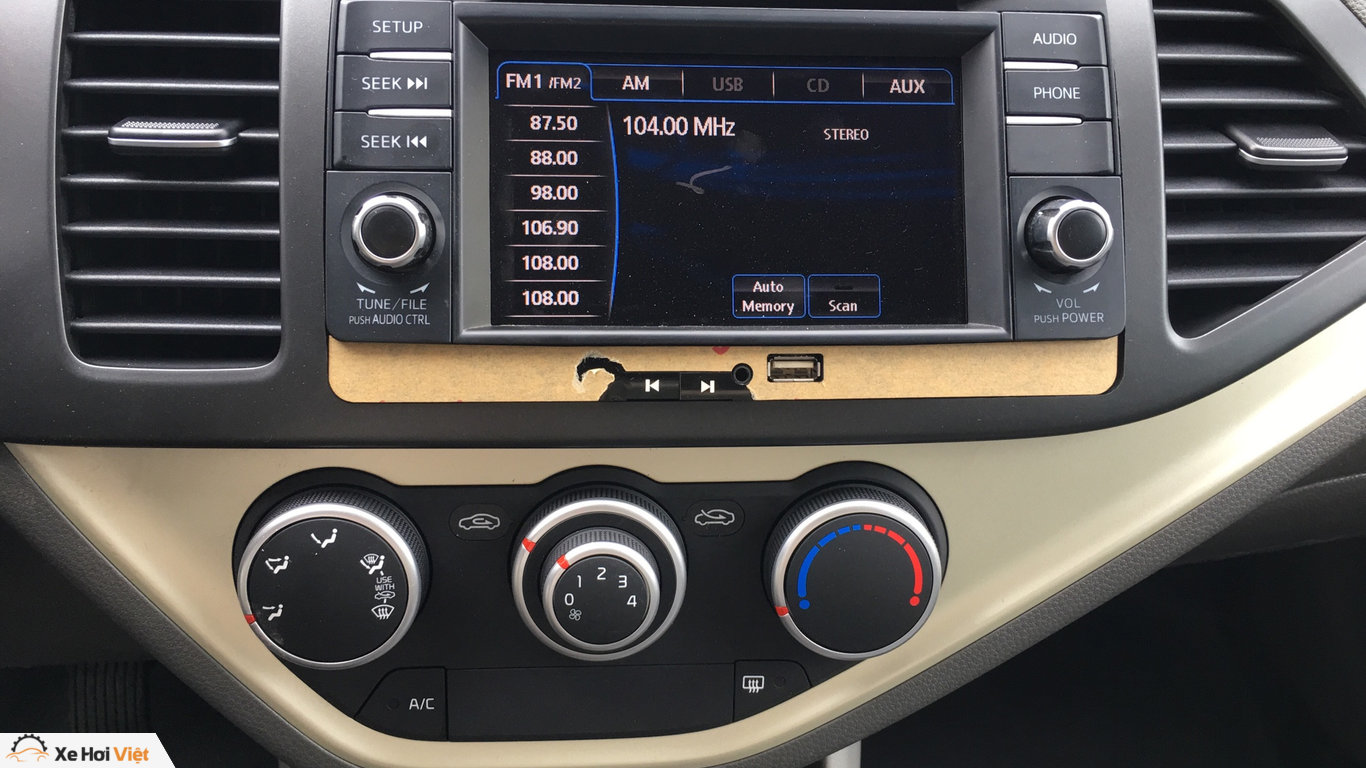 SETUP
SEEK
SEEK
TUNE/FILE
PUSH AUDIO CTRL
FM1 /FM2
AM
USB
CD
AUX
87.50
88.00
98.00
106.90
108.00
108.00
104.00 MHz
STEREO
Auto
Memory
Scan
AUDIO
PHONE
VOL
PUSH POWER
USE
WITH
0
1
2
3
4
A/C
Xe Hơi Việt